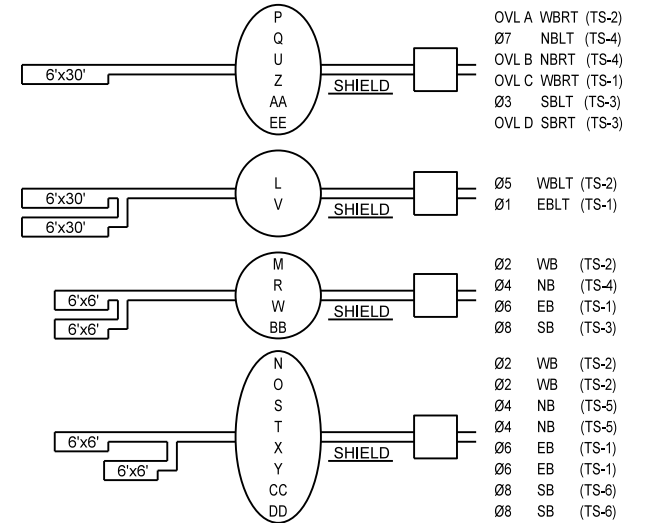 P OVL A WBRT (TS-2)
Q Ø7 NBLT (TS-4)
U OVL B NBRT (TS-4)
6'x30' Z SHIELD OVL C WBRT (TS-1)
AA Ø3 SBLT (TS-3)
EE OVL D SBRT (TS-3)
L Ø5 WBLT (TS-2)
6'x30' V SHIELD Ø1 EBLT (TS-1)
6'x30'
M Ø2 WB (TS-2)
R Ø4 NB (TS-4)
6'x6' W SHIELD Ø6 EB (TS-1)
6'x6' BB Ø8 SB (TS-3)
N Ø2 WB (TS-2)
O Ø2 WB (TS-2)
S Ø4 NB (TS-5)
T Ø4 NB (TS-5)
6'x6' X SHIELD Ø6 EB (TS-1)
6'x6' Y Ø6 EB (TS-1)
CC Ø8 SB (TS-6)
DD Ø8 SB (TS-6)